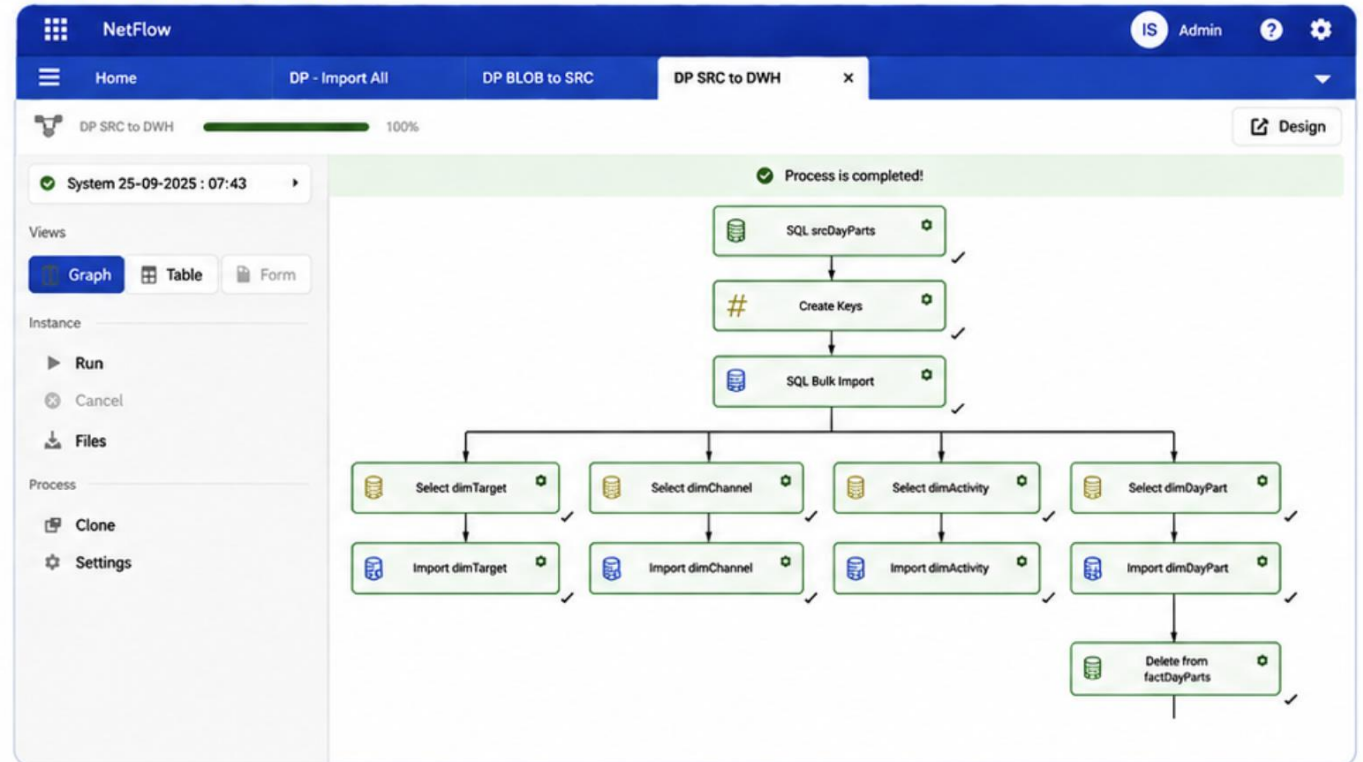 NetFlow
IS Admin ?
Home
DP - Import All
DP BLOB to SRC
DP SRC to DWH
DP SRC to DWH
100%
Design
System 25-09-2025 : 07:43
Process is completed!
Views
Graph
Table
Form
Instance
Run
Cancel
Files
Process
Clone
Settings
SQL srcDayParts
# Create Keys
SQL Bulk Import
Select dimTarget
Select dimChannel
Select dimActivity
Select dimDayPart
Import dimTarget
Import dimChannel
Import dimActivity
Import dimDayPart
Delete from
factDayParts